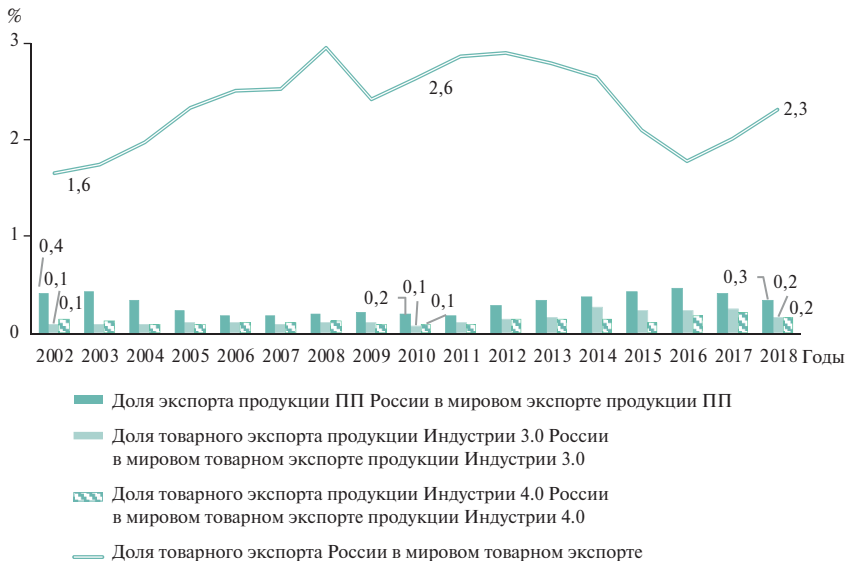 %
3
2,6
2
2,3
1,6
1
0,4
0,1
0,1
0,2
0,1
0,1
0,3
0,2
0,2
0
2002 2003 2004 2005 2006 2007 2008 2009 2010 2011 2012 2013 2014 2015 2016 2017 2018 Годы
Доля экспорта продукции ПП России в мировом экспорте продукции ПП
Доля товарного экспорта продукции Индустрии 3.0 России
в мировом товарном экспорте продукции Индустрии 3.0
Доля товарного экспорта продукции Индустрии 4.0 России
в мировом товарном экспорте продукции Индустрии 4.0
Доля товарного экспорта России в мировом товарном экспорте